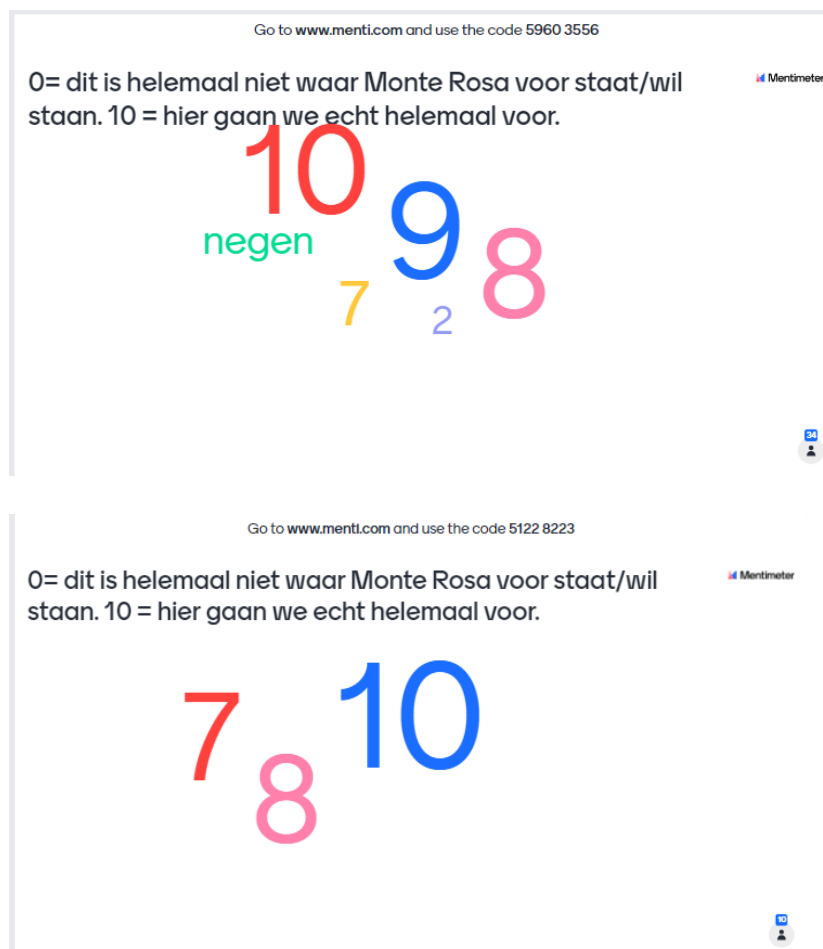 Go to www.menti.com and use the code 5960 3556
0= dit is helemaal niet waar Monte Rosa voor staat/wil
staan. 10 = hier gaan we echt helemaal voor.
Mentimeter
10
9
8
negen
7
2
34
Go to www.menti.com and use the code 5122 8223
0= dit is helemaal niet waar Monte Rosa voor staat/wil
staan. 10 = hier gaan we echt helemaal voor.
Mentimeter
7
10
8
10